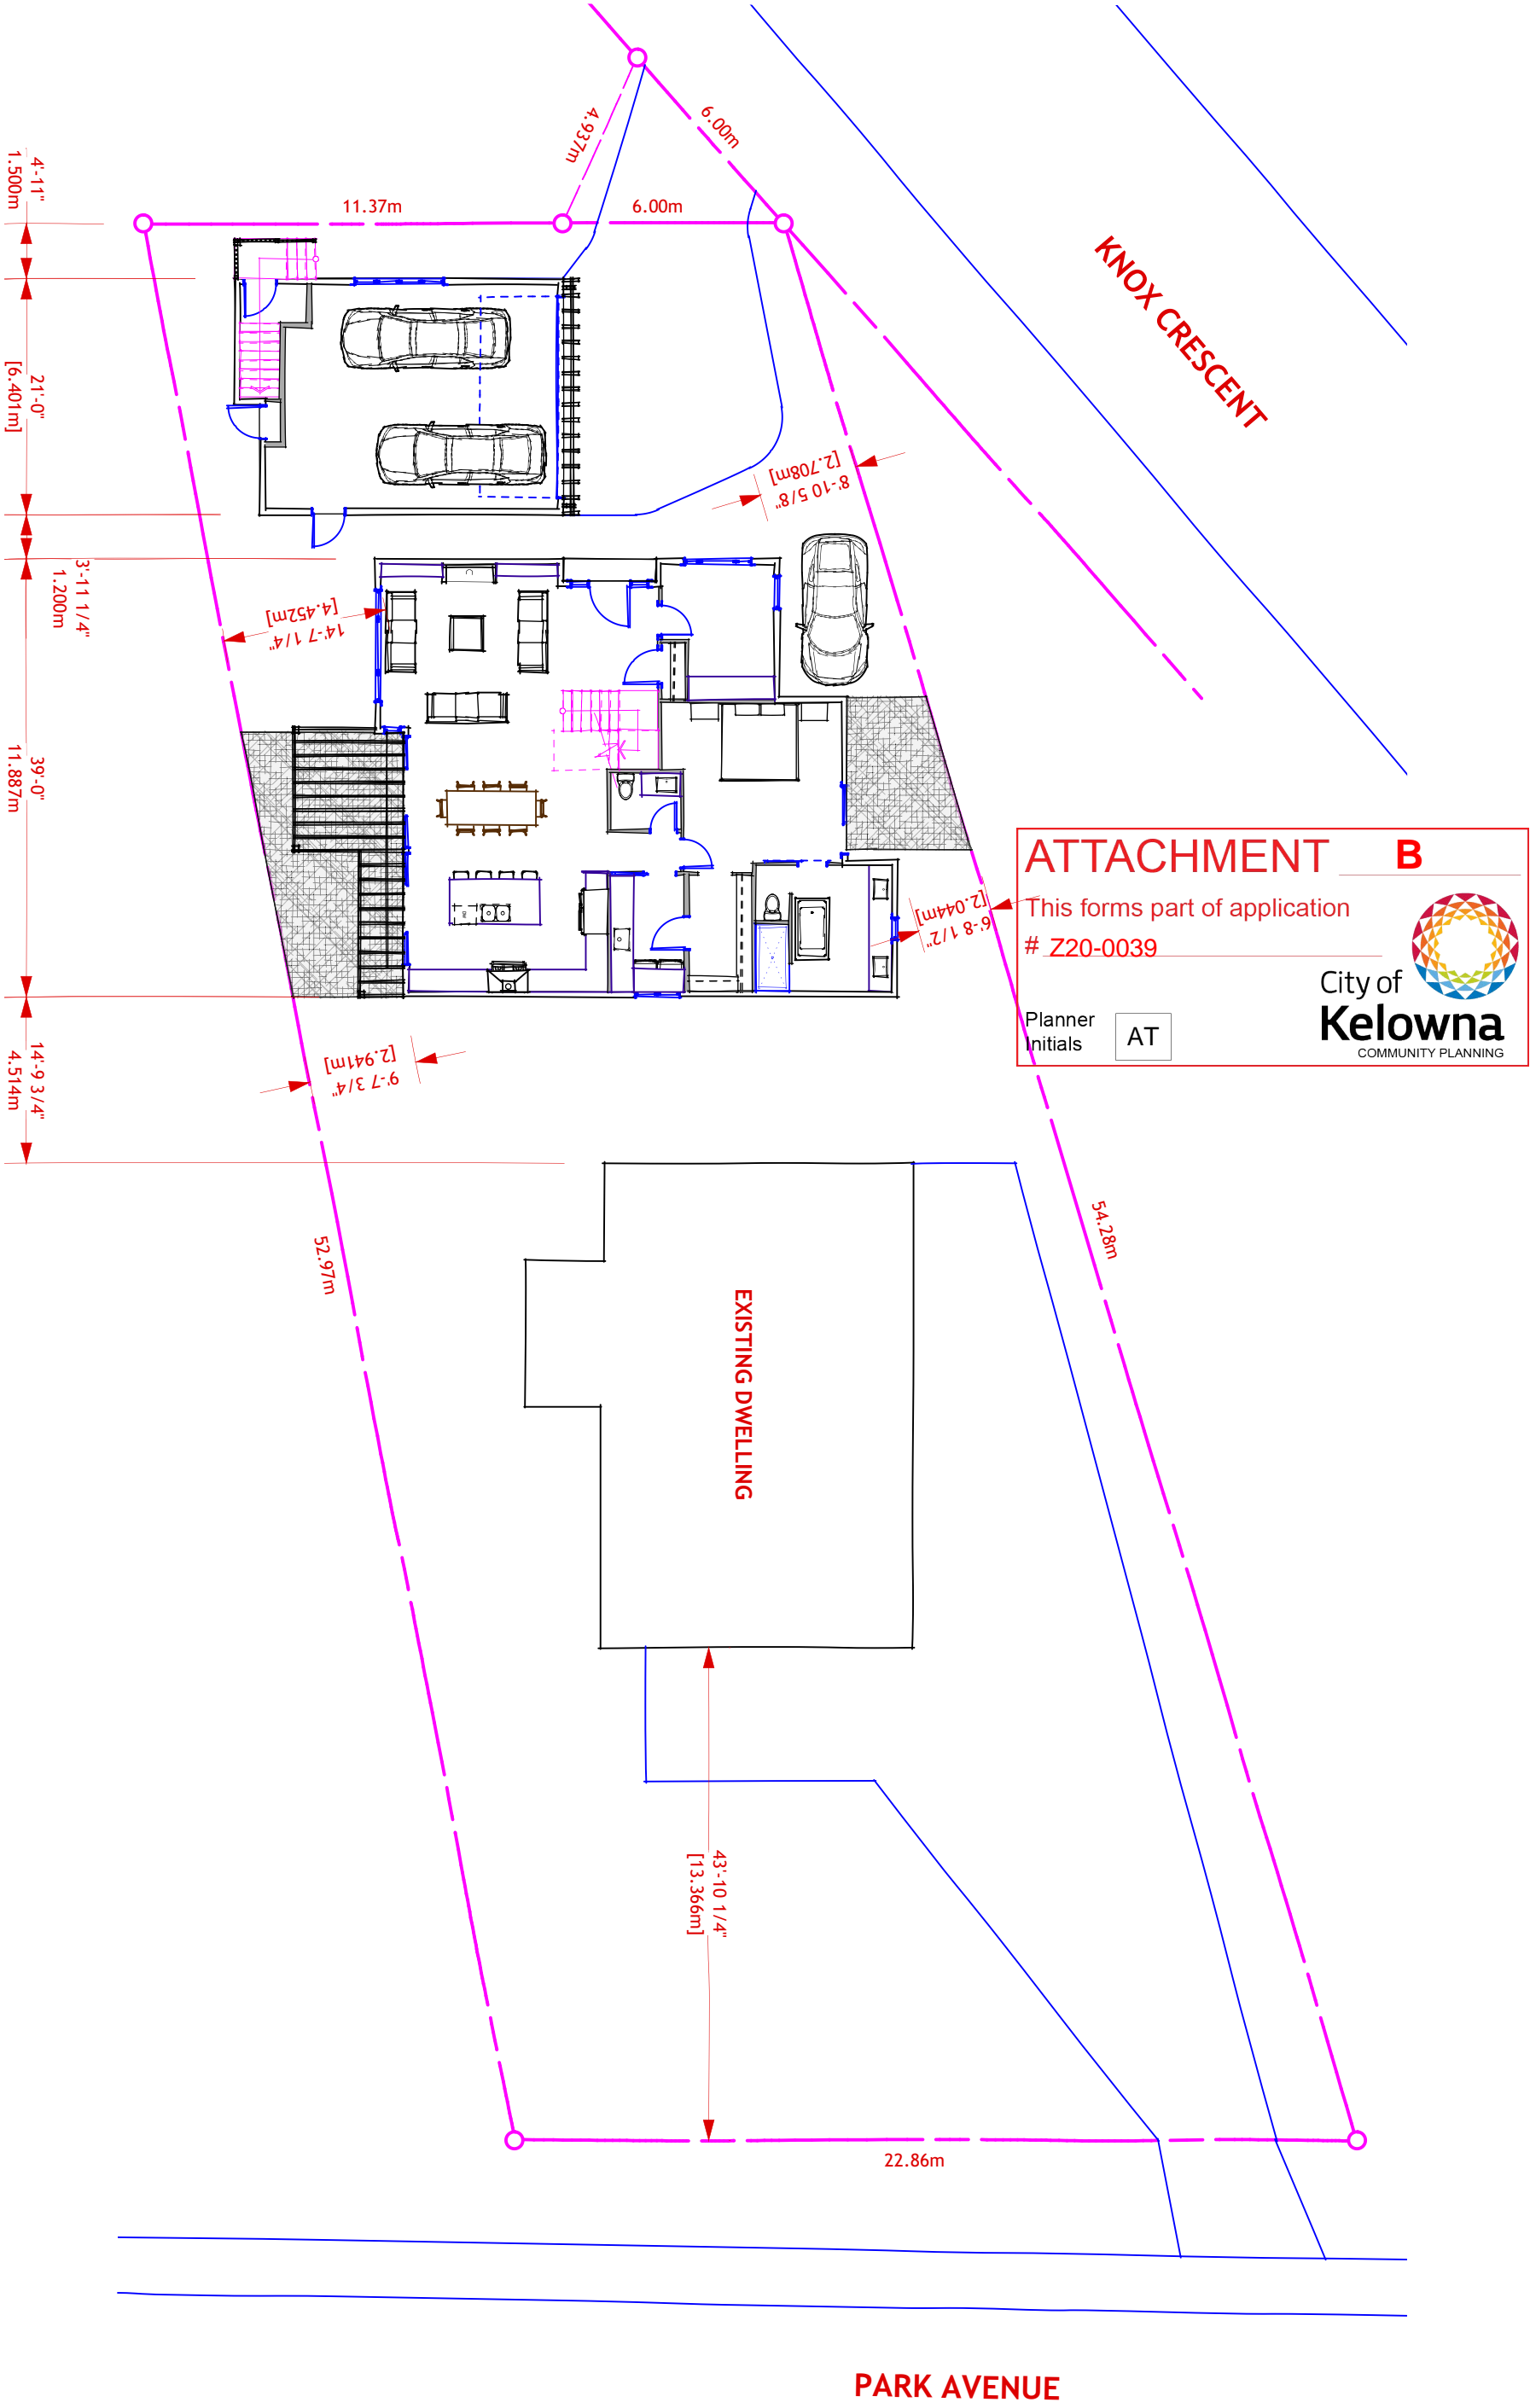 4.937m
6.00m
4'-11"
1.500m
11.37m
6.00m
KNOX CRESCENT
21'-0"
[6.401m]
8'-10 5/8"
[2.708m]
3'-11 1/4"
1.200m
14'-7 1/4"
[4.452m]
39'-0"
11.887m
ATTACHMENT B
This forms part of application
# Z20-0039
City of
Kelowna
COMMUNITY PLANNING
Planner
Initials
AT
6'-8 1/2"
[2.044m]
9'-7 3/4"
[2.941m]
14'-9 3/4"
4.514m
52.97m
54.28m
EXISTING DWELLING
43'-10 1/4"
[13.366m]
22.86m
PARK AVENUE